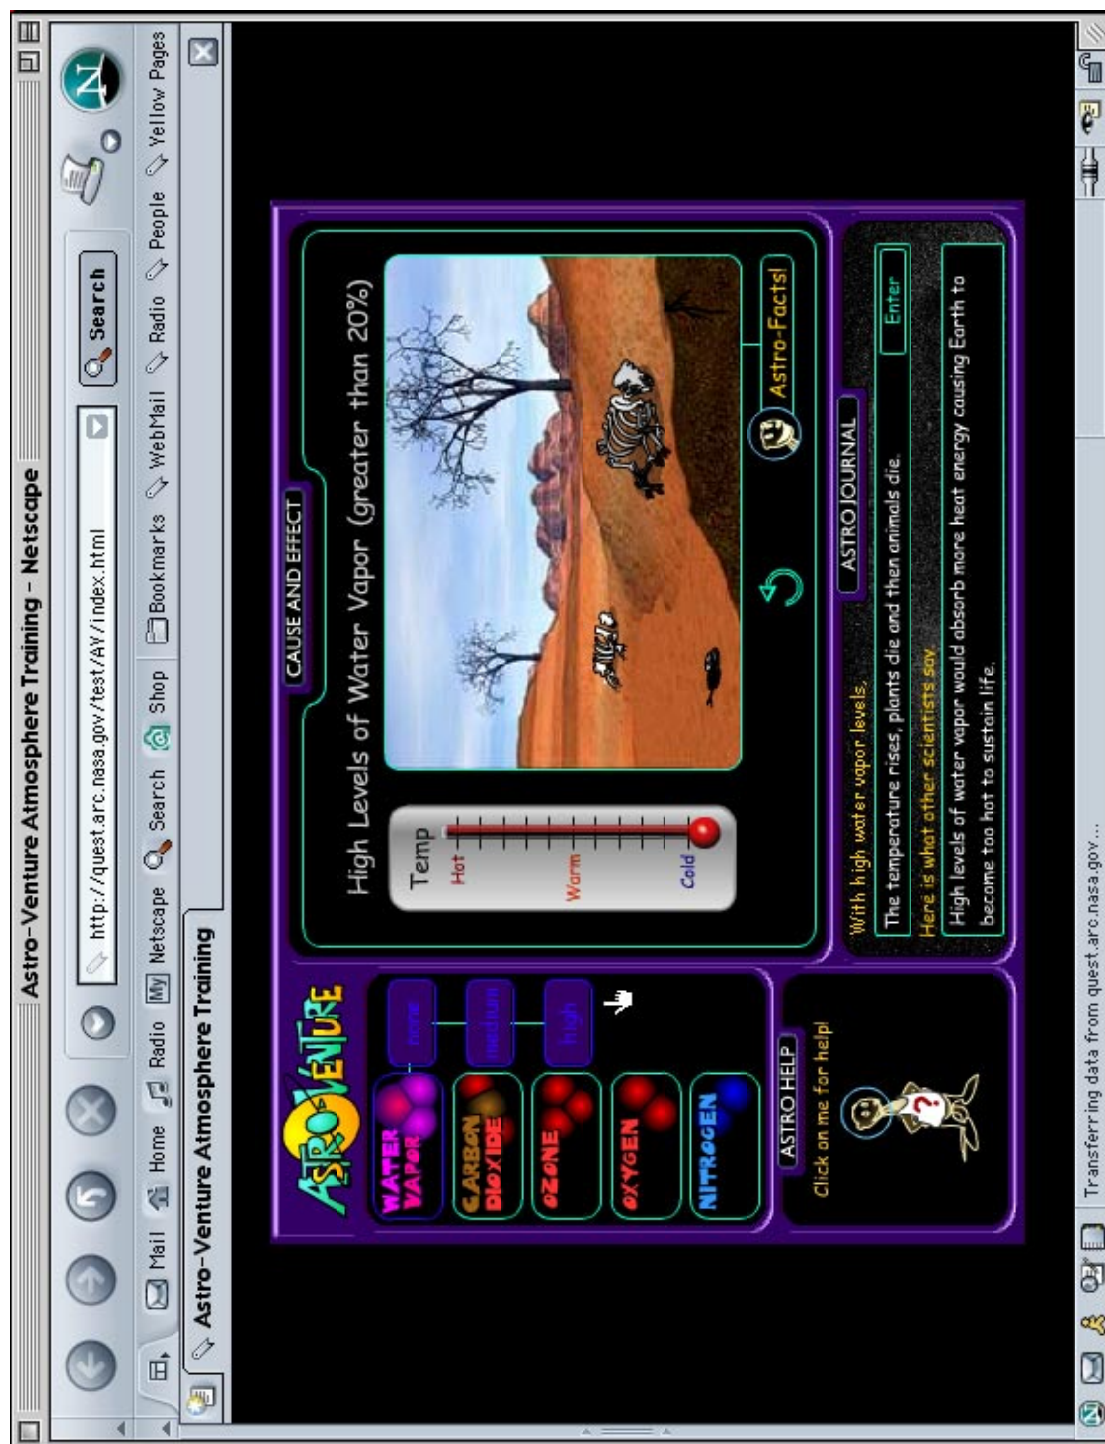 Astro-Venture Atmosphere Training - Netscape
http://quest.arc.nasa.gov/test/AV/index.html
Search
N
Mail Home Radio My Netscape Search Shop Bookmarks WebMail Radio People Yellow Pages
Astro-Venture Atmosphere Training
ASTROVENTURE
WATER
VAPOR
none
CARBON
DIOXIDE
medium
OZONE
high
OXYGEN
NITROGEN
CAUSE AND EFFECT
High Levels of Water Vapor (greater than 20%)
Temp
Hot
Warm
Cold
Astro-Facts!
ASTRO HELP
Click on me for help!
?
ASTRO JOURNAL
With high water vapor levels,
The temperature rises, plants die and then animals die.
Enter
Here is what other scientists say
High levels of water vapor would absorb more heat energy causing Earth to
become too hot to sustain life.
N
Transferring data from quest.arc.nasa.gov...